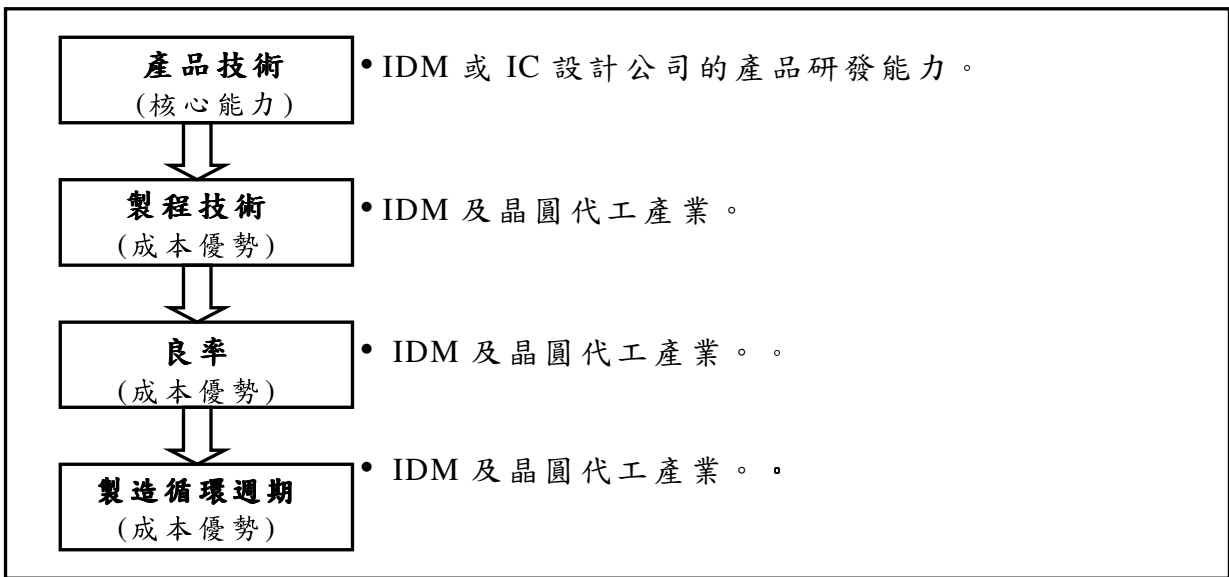 產品技術
(核心能力)
• IDM 或 IC 設計公司的產品研發能力。
製程技術
(成本優勢)
• IDM 及晶圓代工產業。
良率
(成本優勢)
• IDM 及晶圓代工產業。。
製造循環週期
(成本優勢)
• IDM 及晶圓代工產業。。